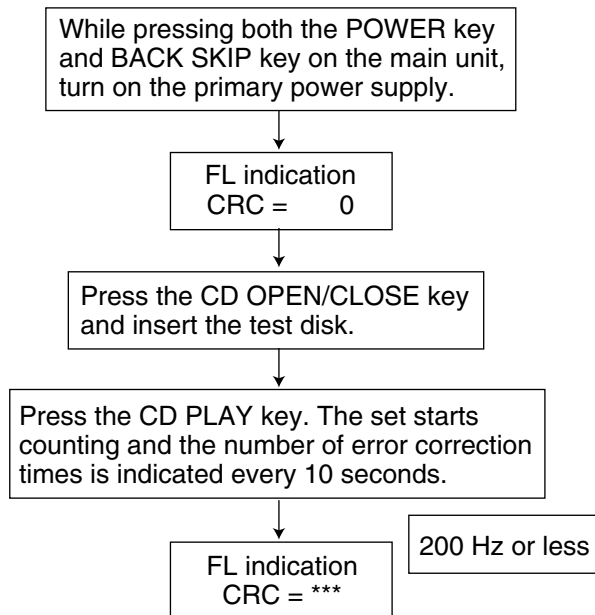 While pressing both the POWER key
and BACK SKIP key on the main unit,
turn on the primary power supply.
FL indication
CRC = 0
Press the CD OPEN/CLOSE key
and insert the test disk.
Press the CD PLAY key. The set starts
counting and the number of error correction
times is indicated every 10 seconds.
200 Hz or less
FL indication
CRC = ***